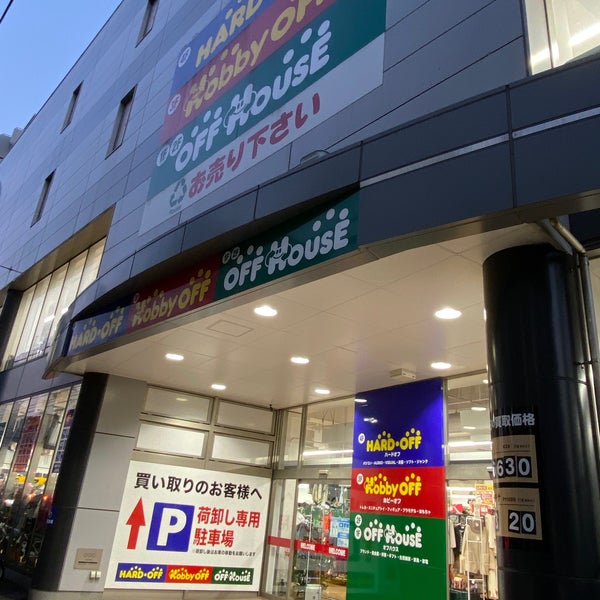 HARD・OFF
Hobby OFF
OFF HOUSE
お売り下さい
HARD・OFF
Hobby OFF
OFF HOUSE
買い取りのお客様へ
P
荷卸し専用
駐車場
HARD・OFF
Hobby OFF
OFF HOUSE
HARD・OFF
ハードオフ
Hobby OFF
ホビーオフ
OFF HOUSE
オフハウス
WELCOME
WELCOME
買取価格
630
20